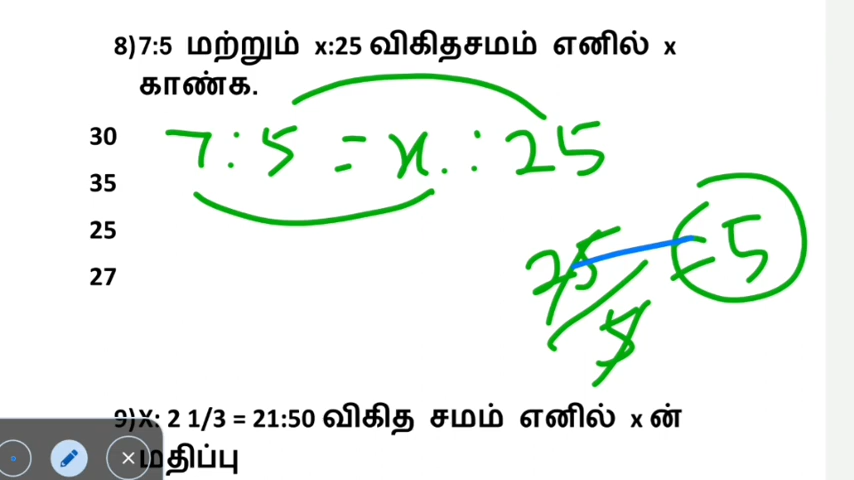 8)7:5 மற்றும் x:25 விகிதசமம் எனில் x
காண்க.
30
7:5 = x : 25
35
25
25/5 = 5
27
9)X: 2 1/3 = 21:50 விகித சமம் எனில் x ன்
மதிப்பு